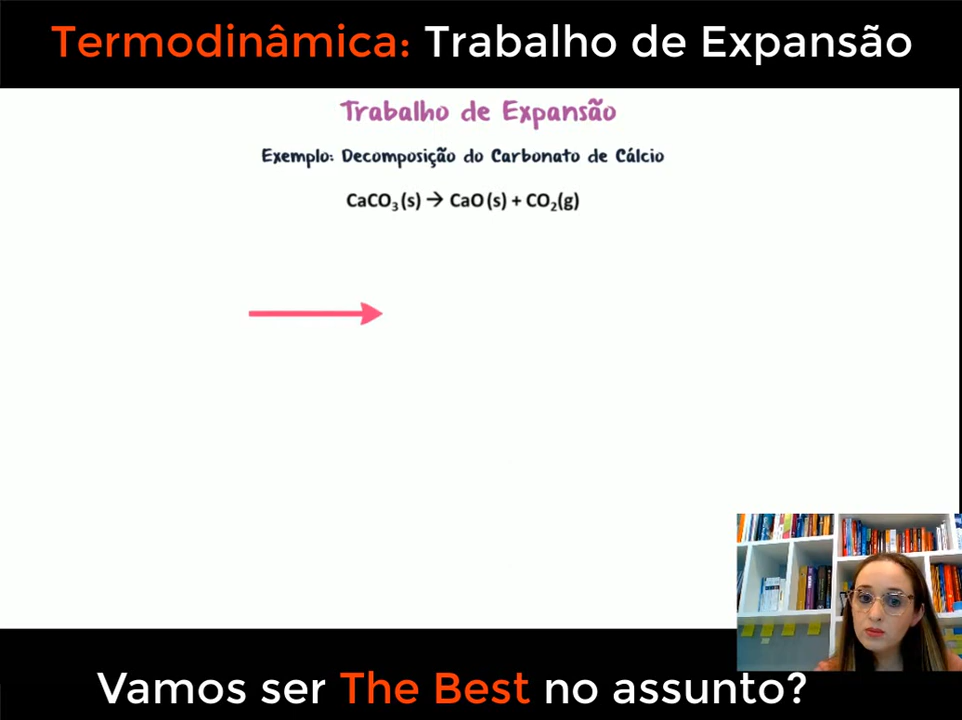 Termodinâmica: Trabalho de Expansão
Trabalho de Expansão
Exemplo: Decomposição do Carbonato de Cálcio
CaCO₃(s) → CaO(s) + CO₂(g)
Vamos ser The Best no assunto?